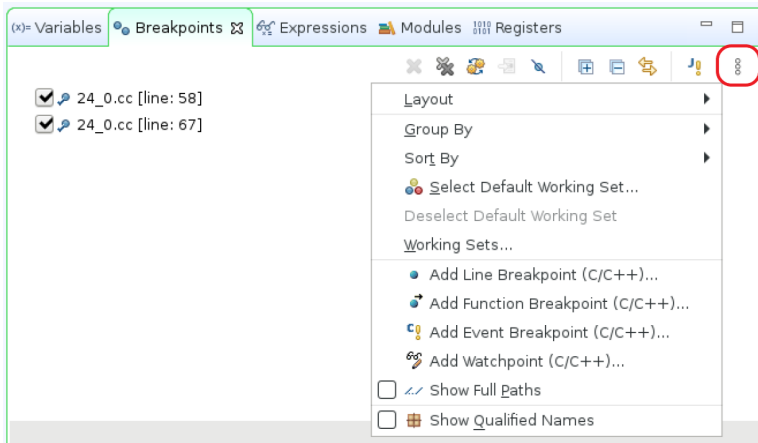 (x)= Variables Breakpoints Expressions Modules 1010 0101 Registers
24_0.cc [line: 58]
24_0.cc [line: 67]
Layout
Group By
Sort By
Select Default Working Set...
Deselect Default Working Set
Working Sets...
Add Line Breakpoint (C/C++)...
Add Function Breakpoint (C/C++)...
Add Event Breakpoint (C/C++)...
Add Watchpoint (C/C++)...
Show Full Paths
Show Qualified Names